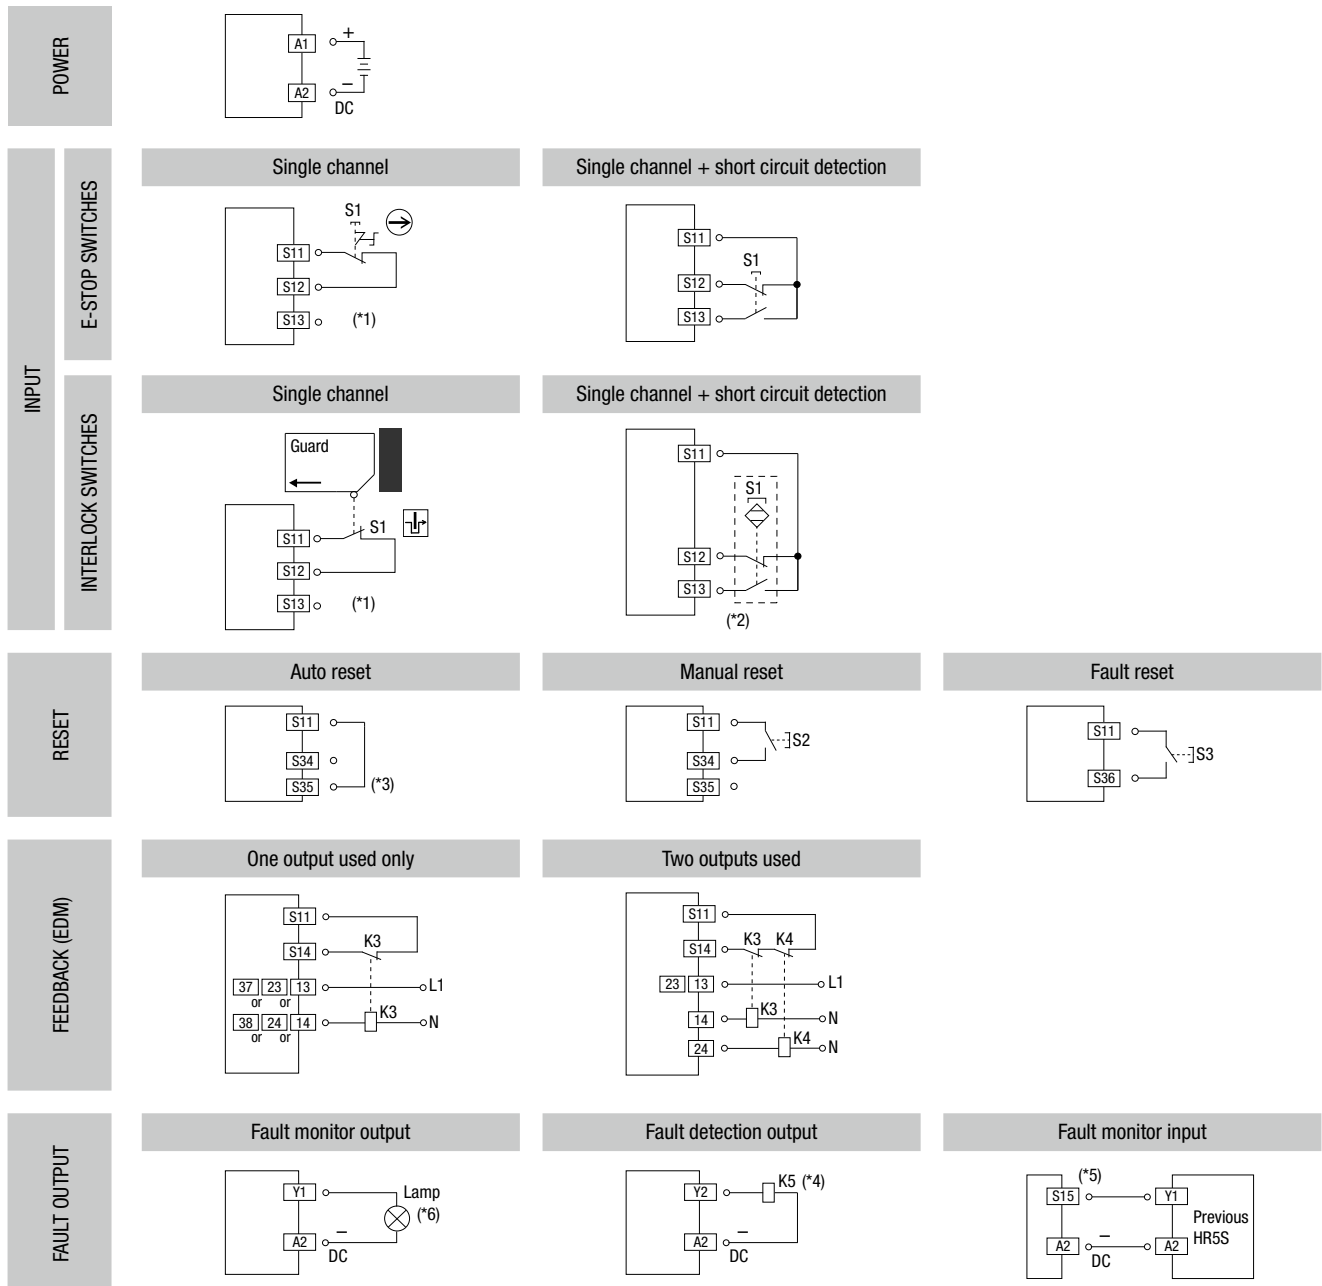 POWER
A1
+
A2
−
DC
INPUT
E-STOP SWITCHES
Single channel
S1
S11
S12
S13
(*1)
Single channel + short circuit detection
S11
S1
S12
S13
INTERLOCK SWITCHES
Single channel
Guard
S11
S1
S12
S13
(*1)
Single channel + short circuit detection
S11
S1
S12
S13
(*2)
RESET
Auto reset
S11
S34
S35
(*3)
Manual reset
S11
S2
S34
S35
Fault reset
S11
S3
S36
FEEDBACK (EDM)
One output used only
S11
S14
K3
37 23 13 L1
or or
K3
38 24 14 N
or or
Two outputs used
S11
S14
K3 K4
23 13 L1
K3
14 N
K4
24 N
FAULT OUTPUT
Fault monitor output
Y1
Lamp
(*6)
A2
−
DC
Fault detection output
Y2
K5 (*4)
A2
−
DC
Fault monitor input
(*5)
S15 Y1
Previous
HR5S
A2 − A2
DC